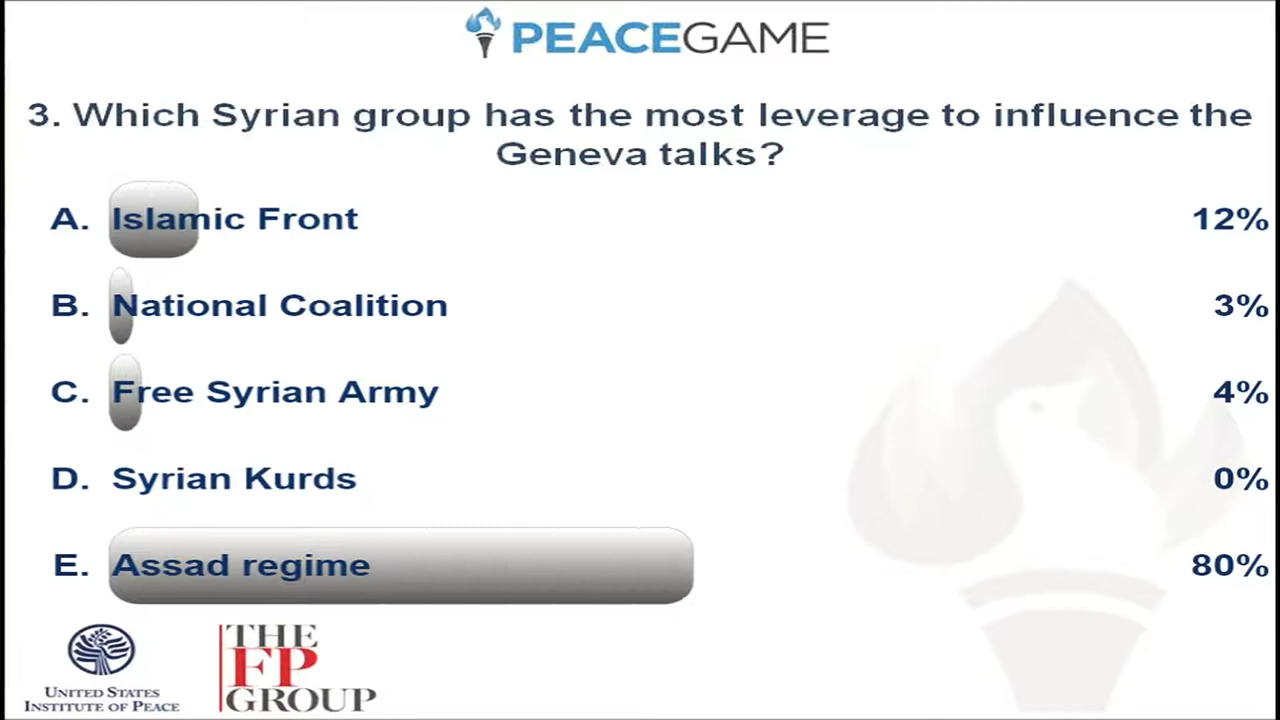 PEACEGAME
3. Which Syrian group has the most leverage to influence the
Geneva talks?
A. Islamic Front 12%
B. National Coalition 3%
C. Free Syrian Army 4%
D. Syrian Kurds 0%
E. Assad regime 80%
UNITED STATES
INSTITUTE OF PEACE
THE
FP
GROUP